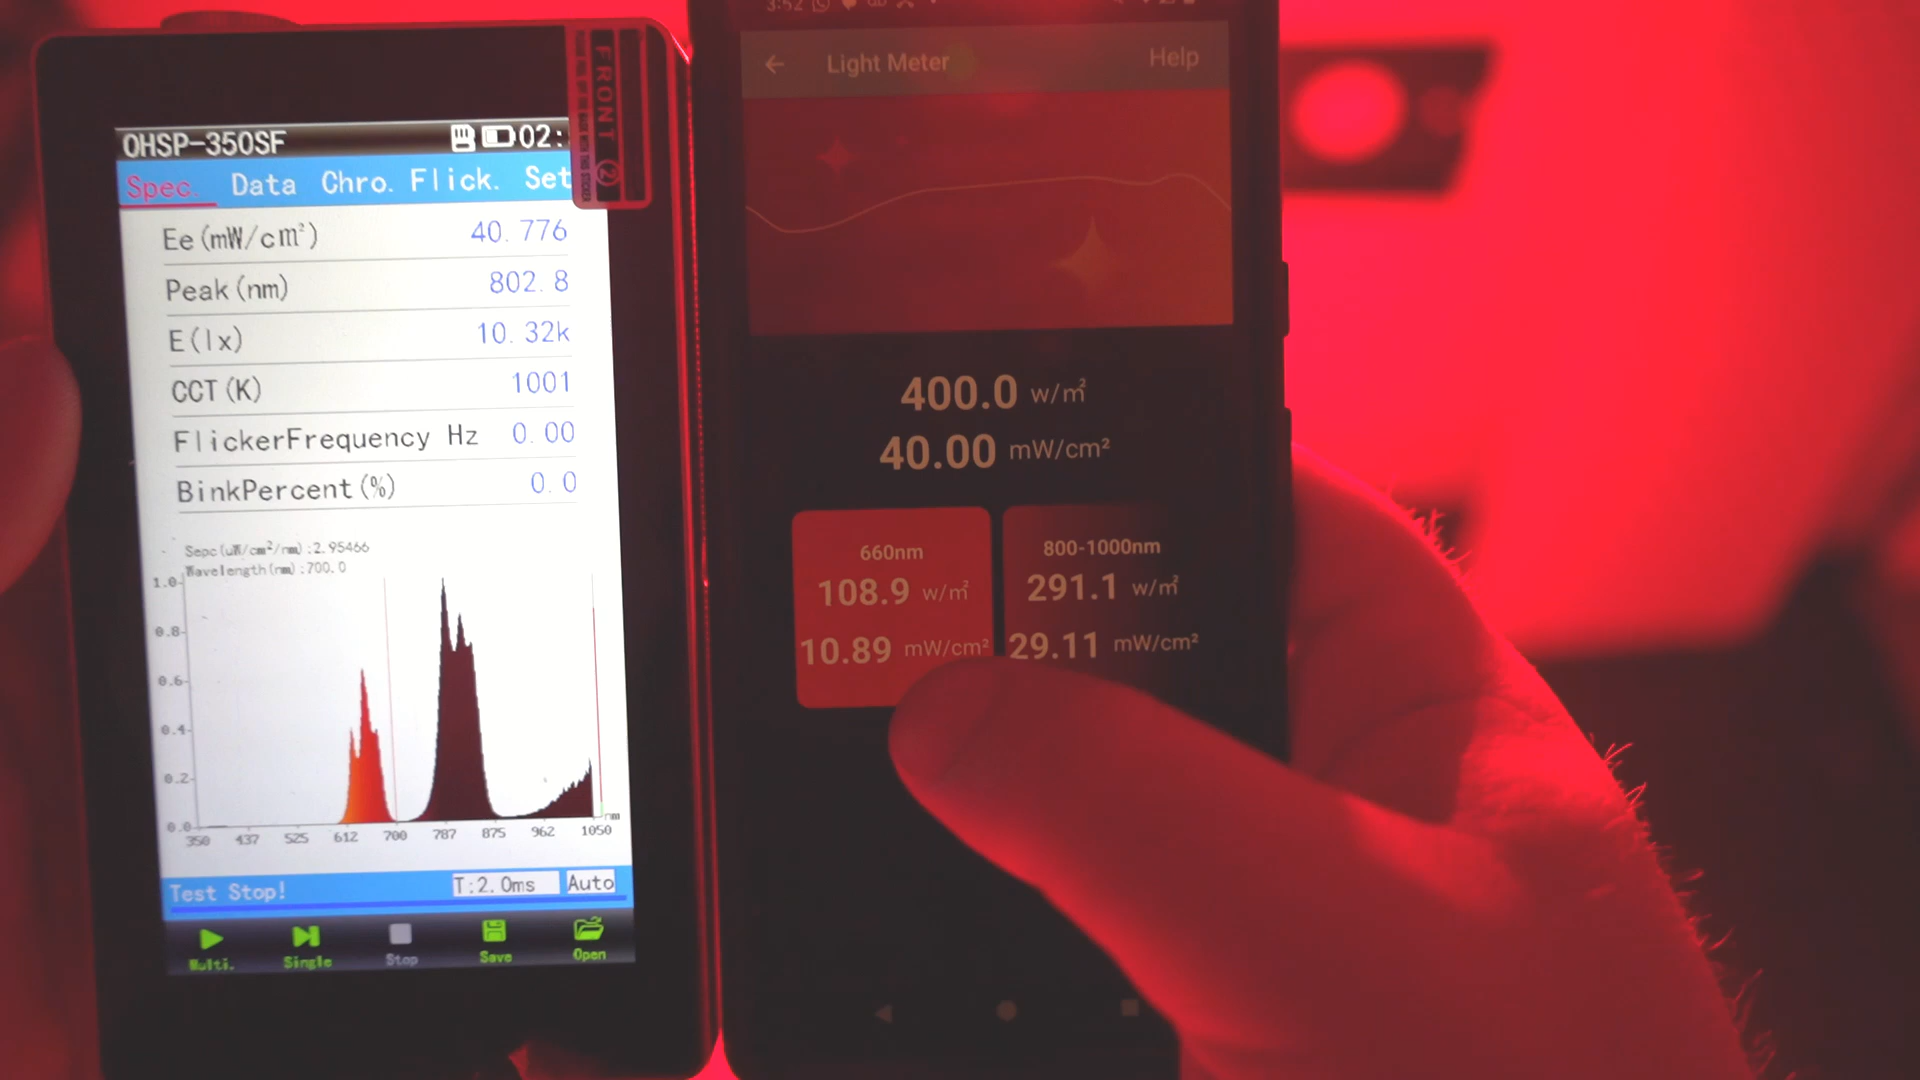 OHSP-350SF 02:
Spec. Data Chro. Flick. Set
Ee(mW/cm²) 40.776
Peak(nm) 802.8
E(lx) 10.32k
CCT(K) 1001
FlickerFrequency Hz 0.00
BinkPercent(%) 0.0
Sepc(uW/cm²/nm):2.95466
Wavelength(nm):700.0
1.0
0.8
0.6
0.4
0.2
0.0
350 437 525 612 700 787 875 962 1050 nm
Test Stop! T:2.0ms Auto
Multi. Single Stop Save Open
FRONT 2
3:52
Light Meter Help
400.0 w/㎡
40.00 mW/cm²
660nm
108.9 w/㎡
10.89 mW/cm²
800-1000nm
291.1 w/㎡
29.11 mW/cm²